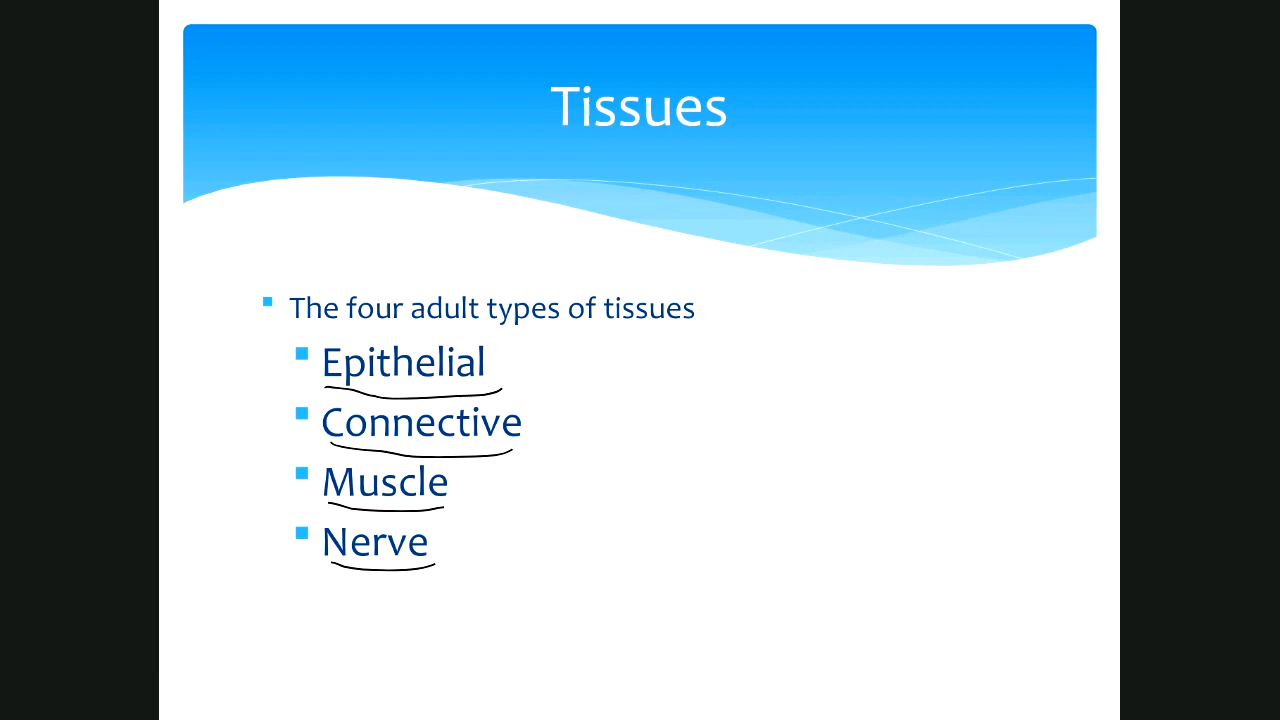 Tissues
The four adult types of tissues
Epithelial
Connective
Muscle
Nerve